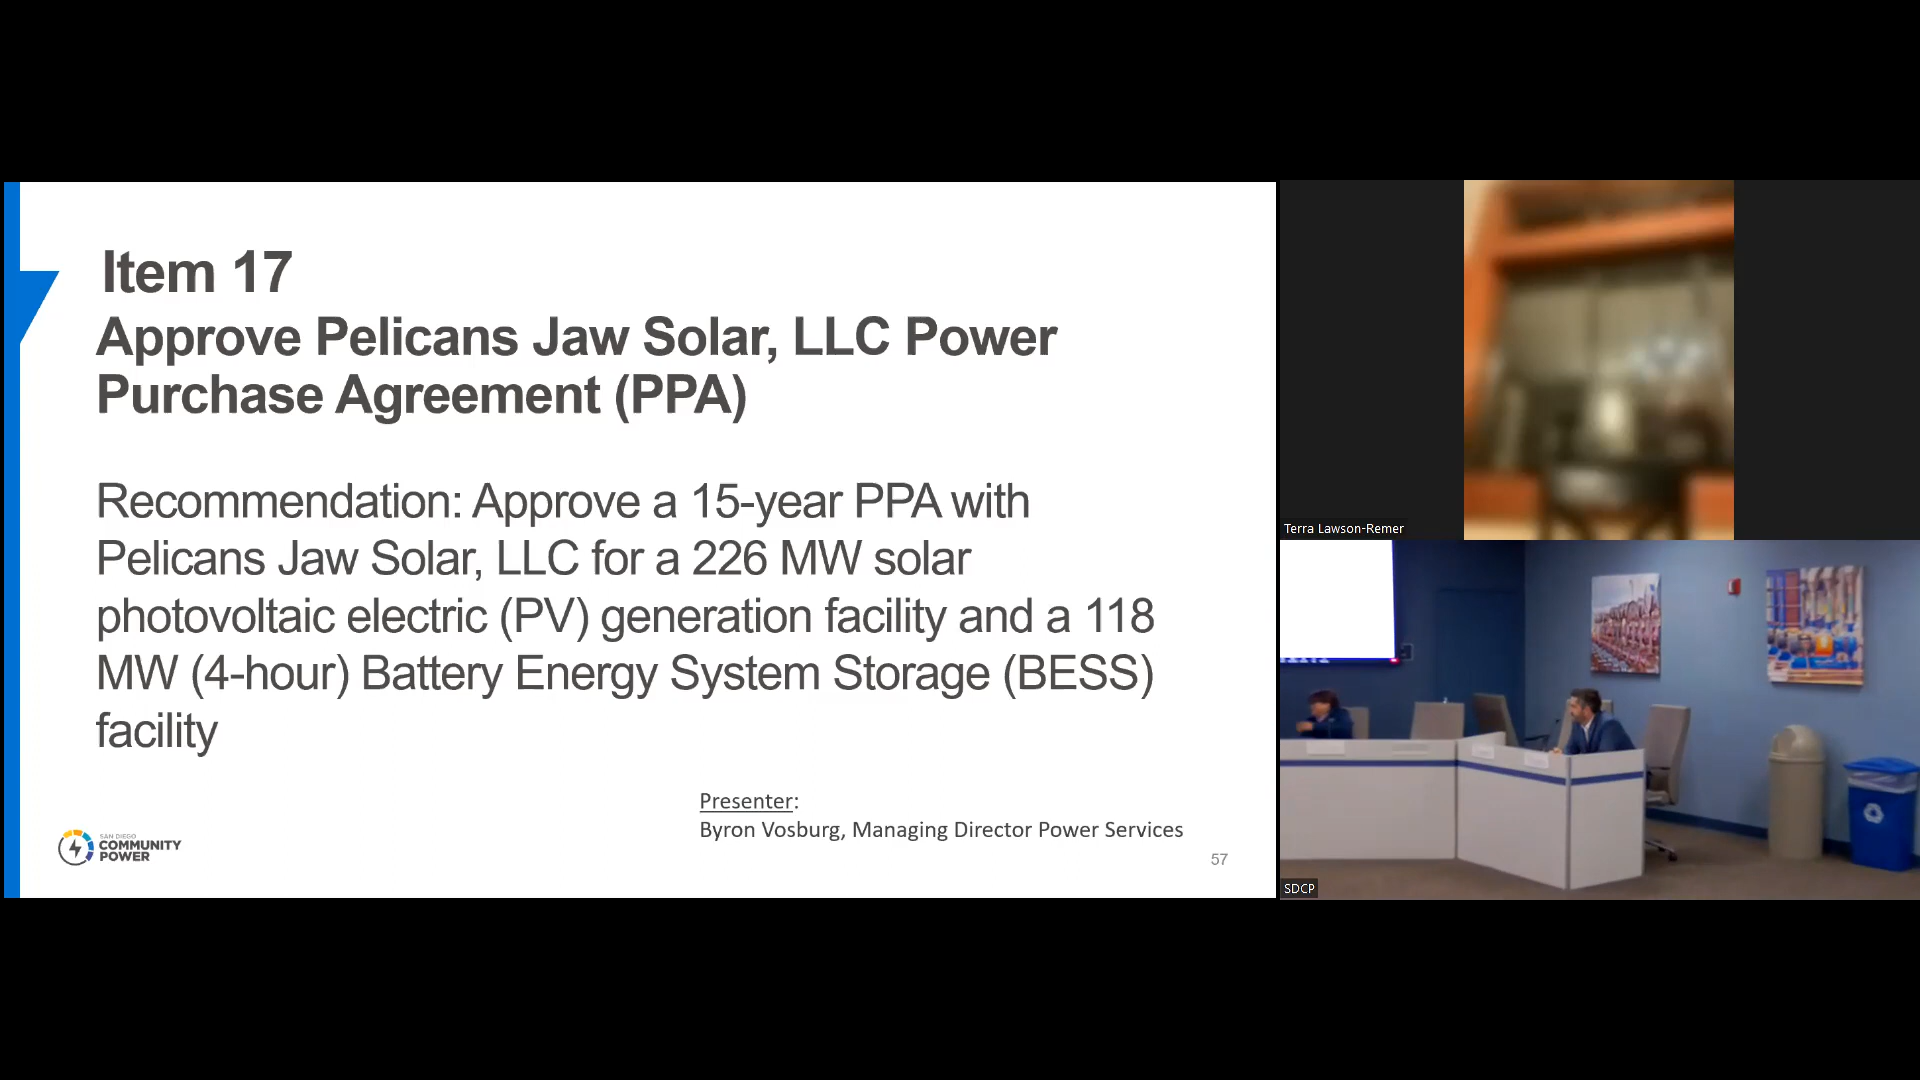 Item 17
Approve Pelicans Jaw Solar, LLC Power
Purchase Agreement (PPA)
Recommendation: Approve a 15-year PPA with
Pelicans Jaw Solar, LLC for a 226 MW solar
photovoltaic electric (PV) generation facility and a 118
MW (4-hour) Battery Energy System Storage (BESS)
facility
Presenter:
Byron Vosburg, Managing Director Power Services
SAN DIEGO
COMMUNITY
POWER
57
Terra Lawson-Remer
SDCP